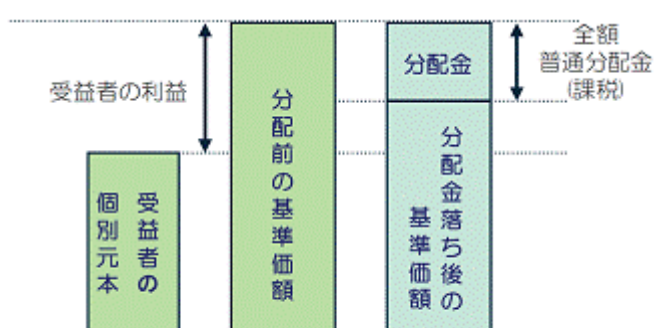 受益者の利益
受益者の
個別元本
分配前の基準価額
分配金
分配金落ち後の
基準価額
全額
普通分配金
(課税)